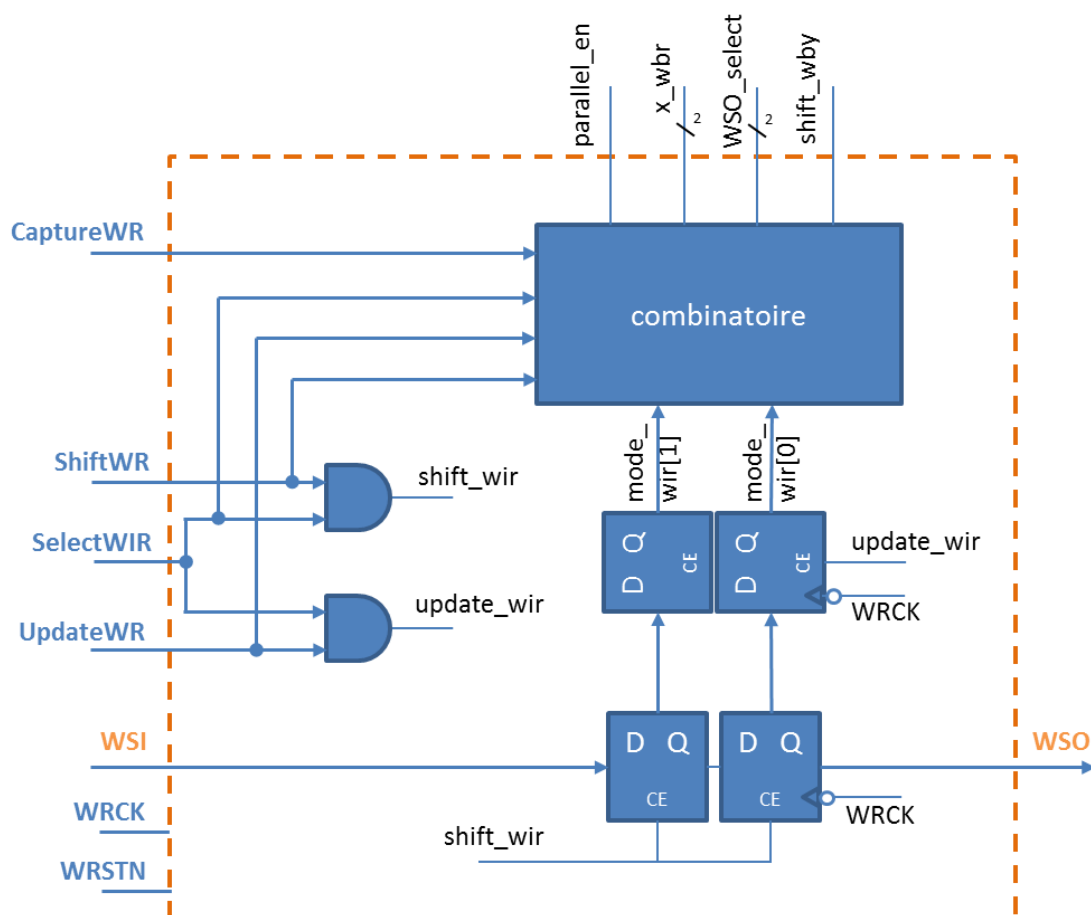 parallel_en
x_wbr
2
WSO_select
2
shift_wby
CaptureWR
combinatoire
mode_
wir[1]
mode_
wir[0]
ShiftWR
shift_wir
SelectWIR
D Q
CE
D Q
CE
update_wir
WRCK
update_wir
UpdateWR
WSI
D Q
CE
D Q
CE
WSO
WRCK
WRCK
shift_wir
WRSTN